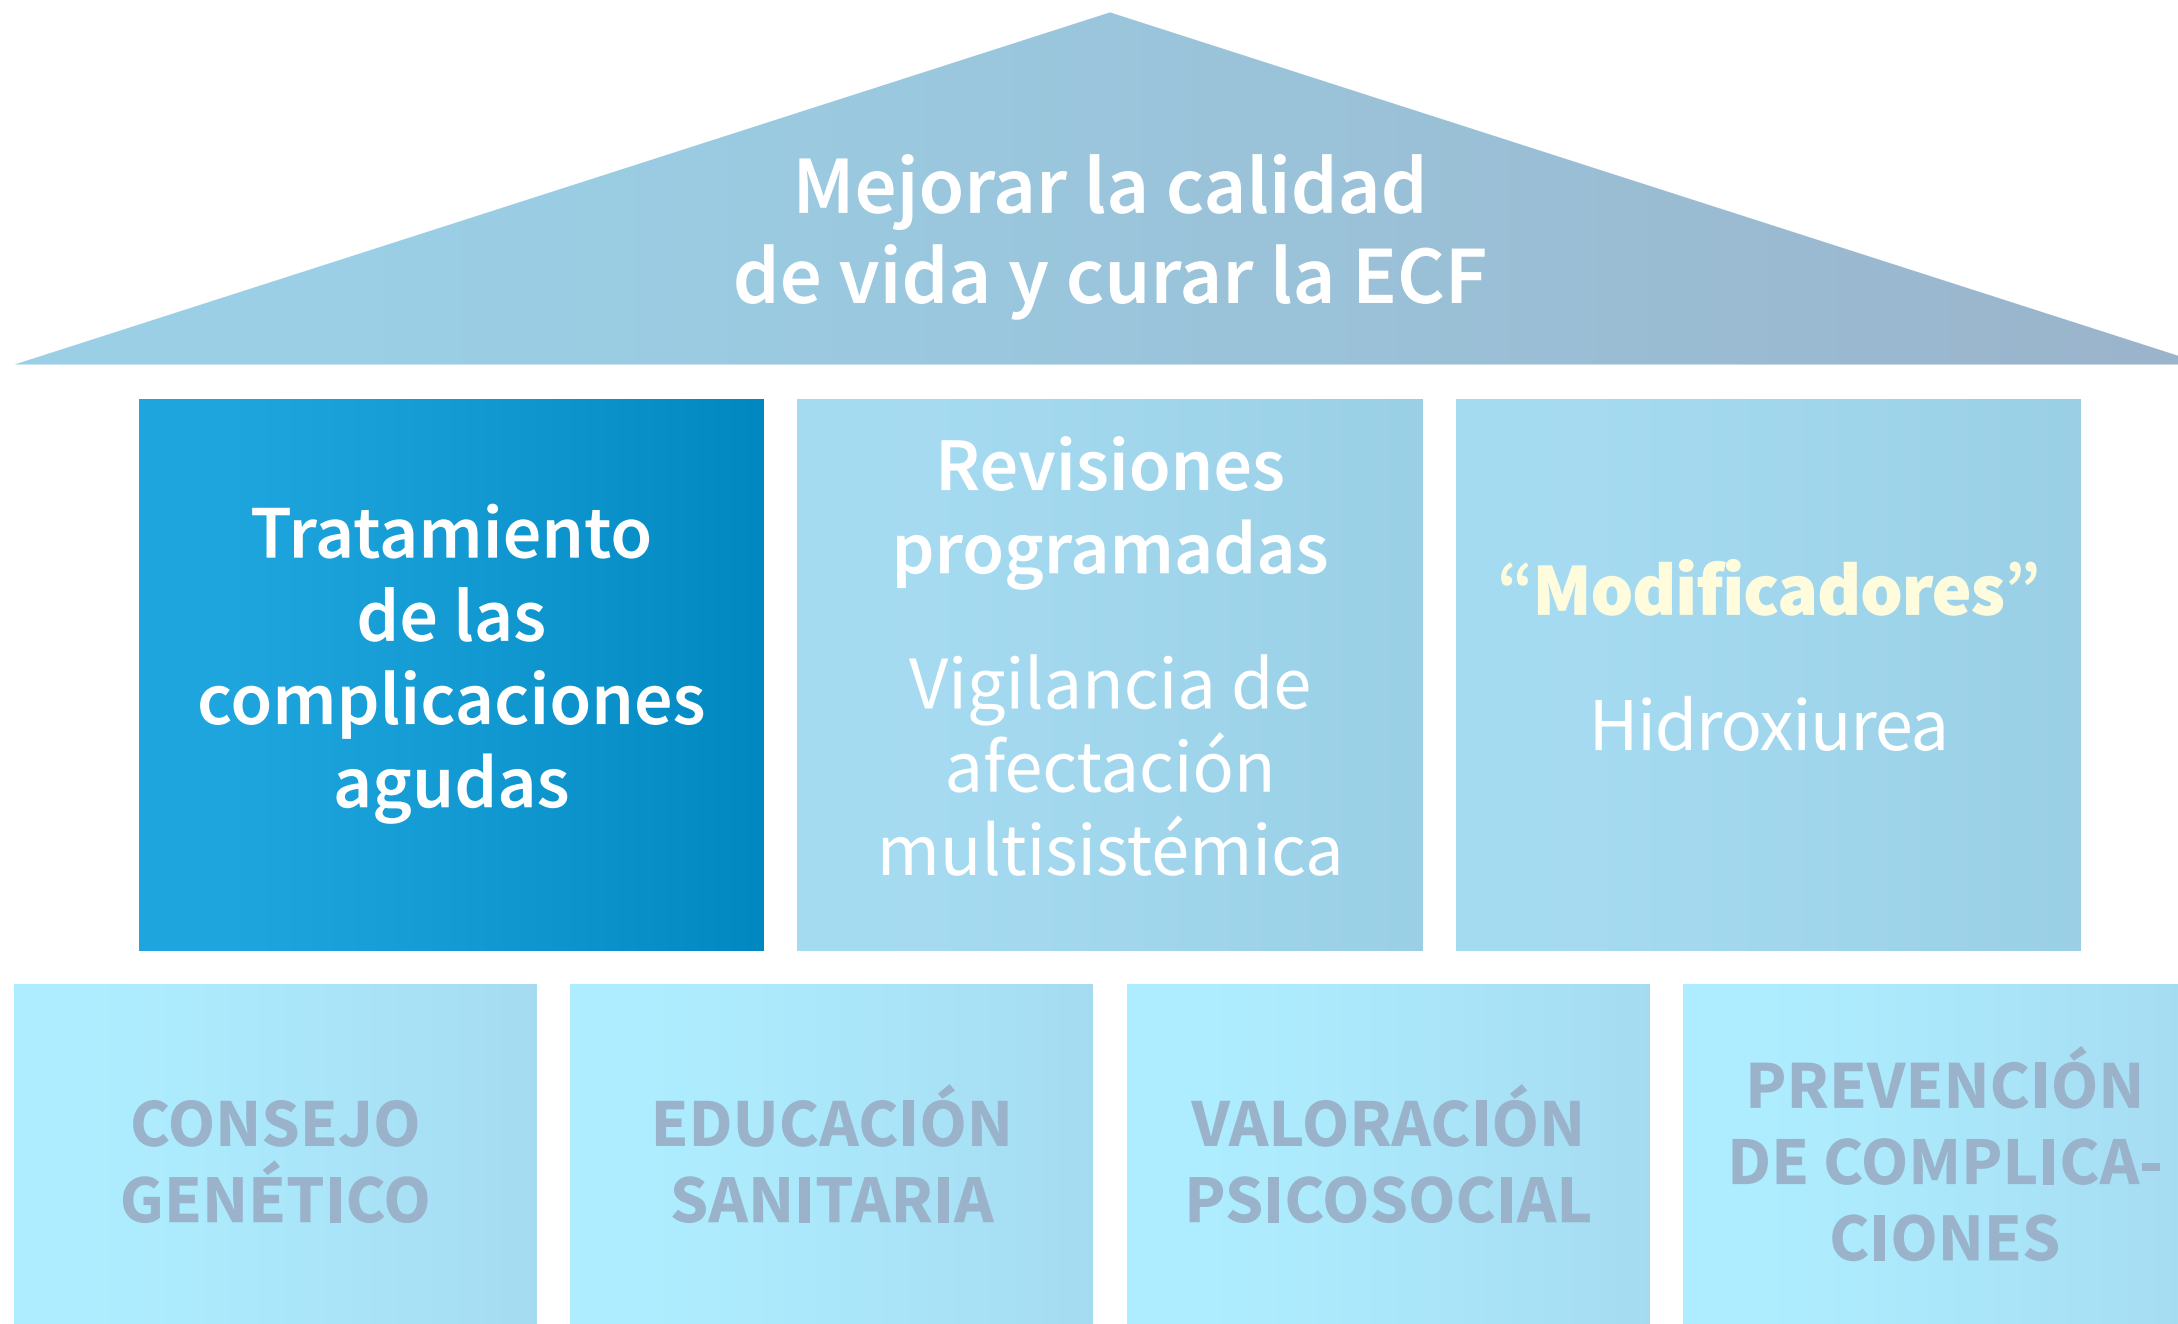 Mejorar la calidad
de vida y curar la ECF
Tratamiento
de las
complicaciones
agudas
Revisiones
programadas
Vigilancia de
afectación
multisistémica
“Modificadores”
Hidroxiurea
CONSEJO
GENÉTICO
EDUCACIÓN
SANITARIA
VALORACIÓN
PSICOSOCIAL
PREVENCIÓN
DE COMPLICA-
CIONES